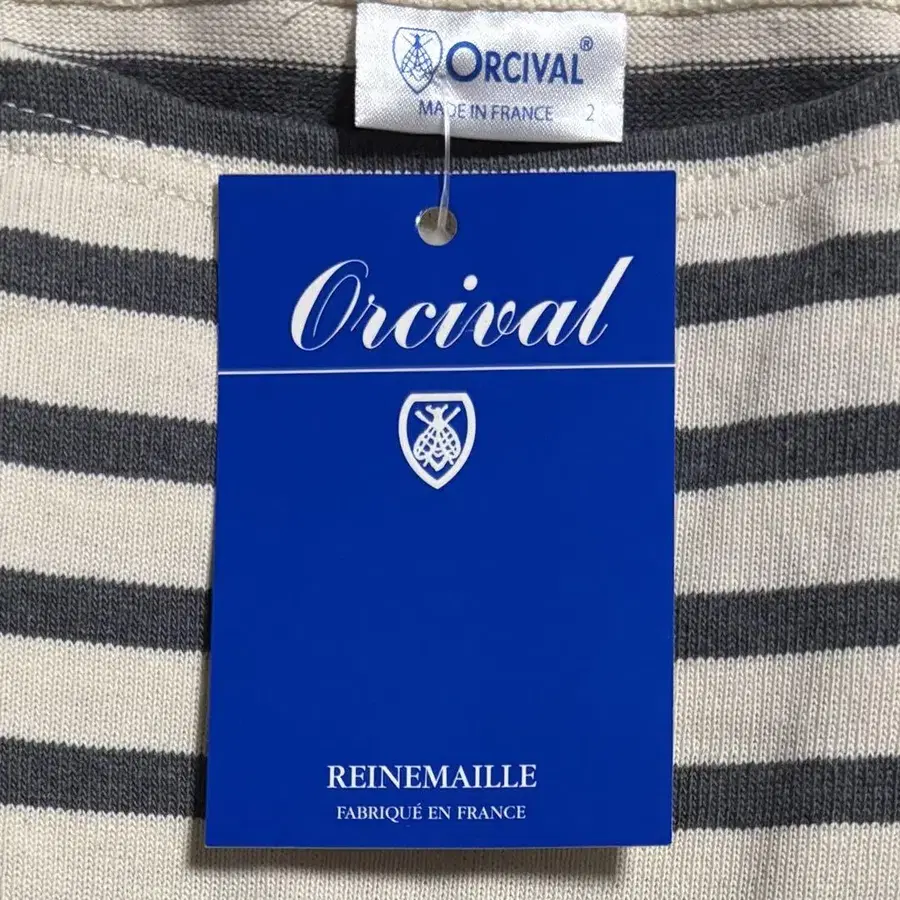 ORCIVAL®
MADE IN FRANCE 2
Orcival
REINEMAILLE
FABRIQUÉ EN FRANCE